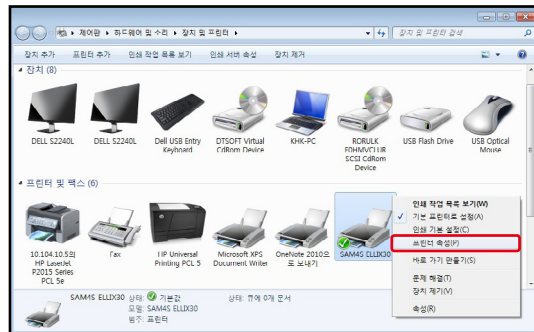 제어판 ▸ 하드웨어 및 소리 ▸ 장치 및 프린터 ▸
장치 및 프린터 검색
장치 추가 프린터 추가 인쇄 작업 목록 보기 인쇄 서버 속성 장치 제거
장치 (8)
DELL S2240L
DELL S2240L
Dell USB Entry
Keyboard
DTSOFT Virtual
CdRom Device
KHK-PC
SCSI CdRom
Device
USB Flash Drive
USB Optical
Mouse
프린터 및 팩스 (6)
10.104.10.5의
HP LaserJet
P2015 Series
PCL 5e
Fax
HP Universal
Printing PCL 5
Microsoft XPS
Document Writer
OneNote 2010으
로 보내기
SAM4S ELLIX30
인쇄 작업 목록 보기(W)
기본 프린터로 설정(A)
인쇄 기본 설정(C)
프린터 속성(P)
바로 가기 만들기(S)
문제 해결(T)
장치 제거(V)
속성(R)
SAM4S ELLIX30 상태: 기본값 상태: 큐에 0개 문서
모델: SAM4S ELLIX30
범주: 프린터